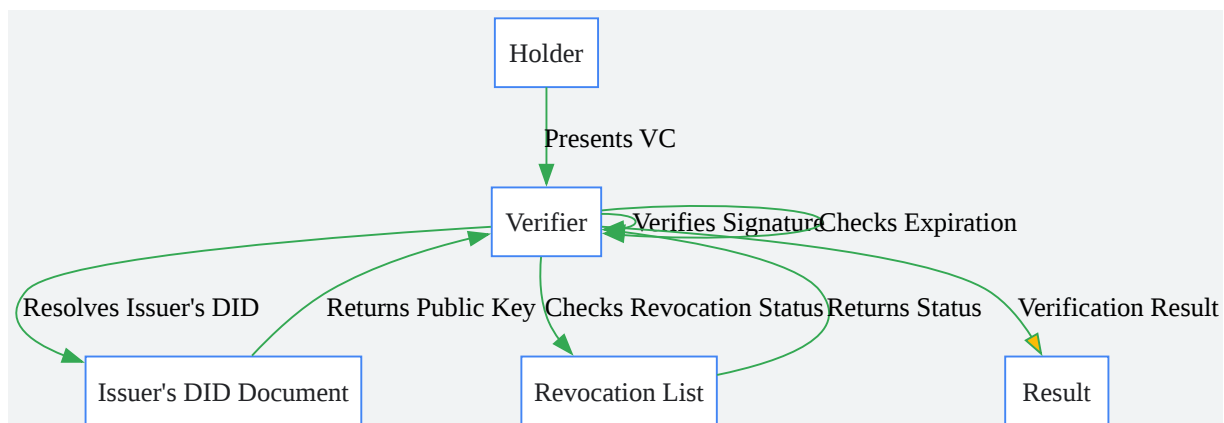 Holder
Presents VC
Verifier
Verifies Signature
Checks Expiration
Resolves Issuer's DID
Returns Public Key
Checks Revocation Status
Returns Status
Verification Result
Issuer's DID Document
Revocation List
Result